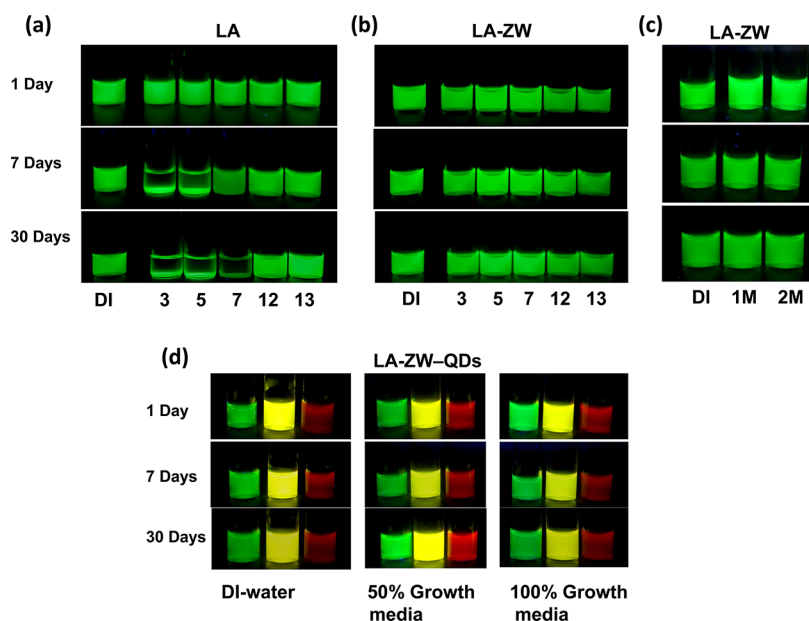 (a)
LA
(b)
LA-ZW
(c)
LA-ZW
1 Day
7 Days
30 Days
DI 3 5 7 12 13
DI 3 5 7 12 13
DI 1M 2M
(d)
LA-ZW–QDs
1 Day
7 Days
30 Days
DI-water
50% Growth
media
100% Growth
media